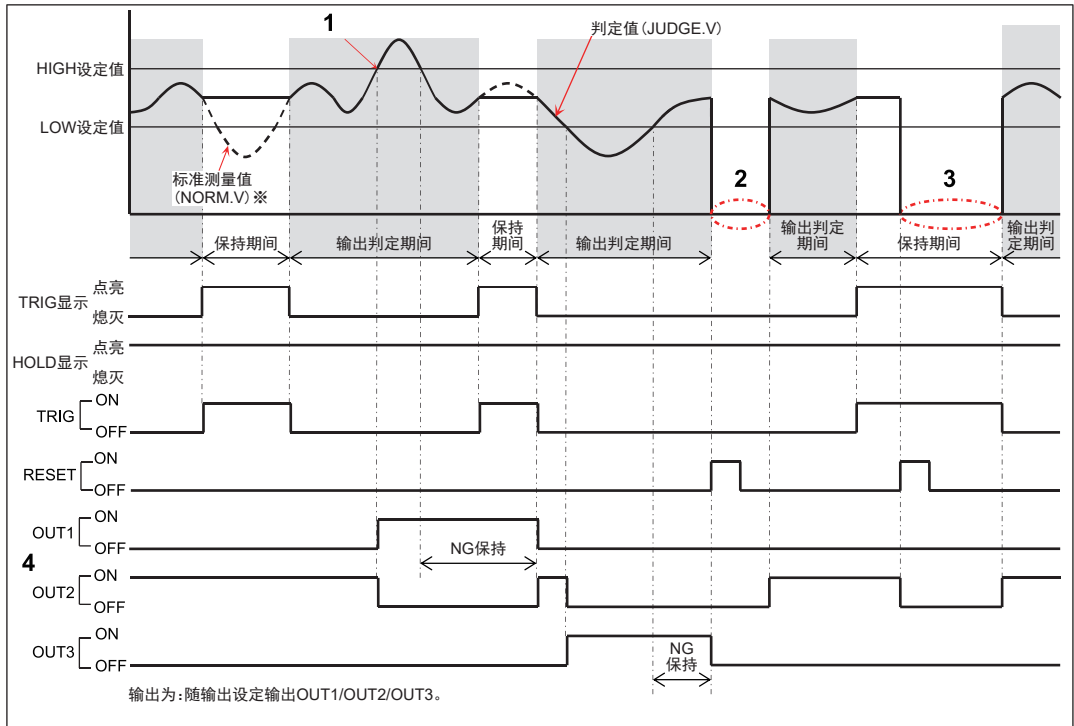 1
判定值(JUDGE.V)
HIGH设定值
LOW设定值
标准测量值
(NORM.V)※
2
3
保持期间
输出判定期间
保持
期间
输出判定期间
输出判定
期间
保持期间
输出判
定期间
TRIG显示
点亮
熄灭
HOLD显示
点亮
熄灭
TRIG
ON
OFF
RESET
ON
OFF
OUT1
ON
OFF
NG保持
4
OUT2
ON
OFF
OUT3
ON
OFF
NG
保持
输出为:随输出设定输出OUT1/OUT2/OUT3。